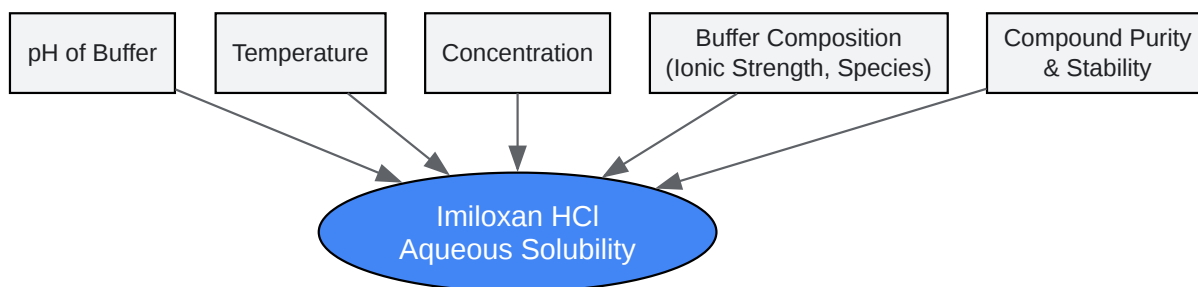 pH of Buffer
Temperature
Concentration
Buffer Composition
(Ionic Strength, Species)
Compound Purity
& Stability
Imiloxan HCl
Aqueous Solubility